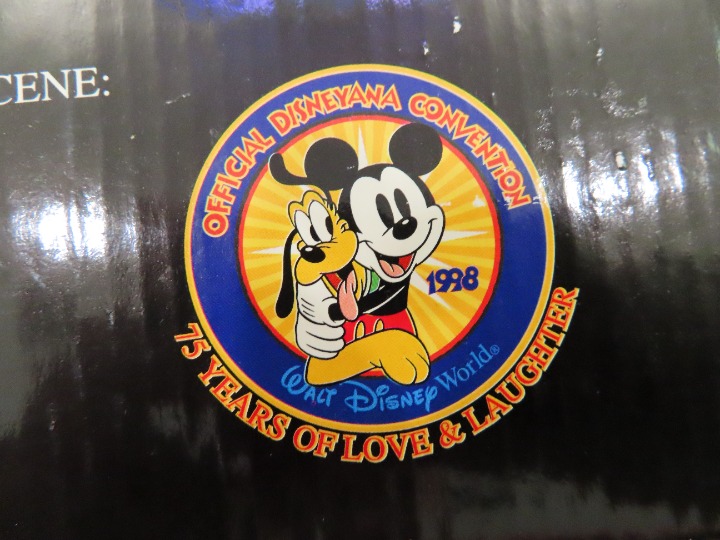 CENE:
OFFICIAL DISNEYANA CONVENTION
1998
WALT DISNEY World®
75 YEARS OF LOVE & LAUGHTER